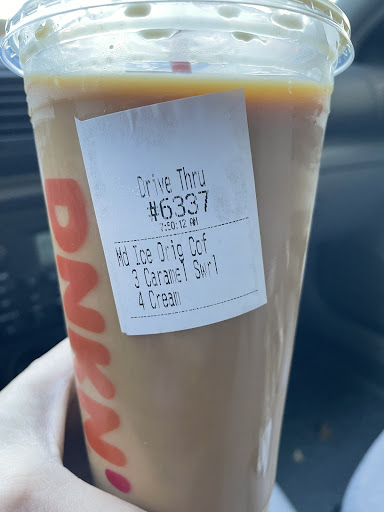 DNKN'
Drive Thru
#6337
7:50:12 AM
Md Ice Orig Cof
3 Caramel Swrl
4 Cream